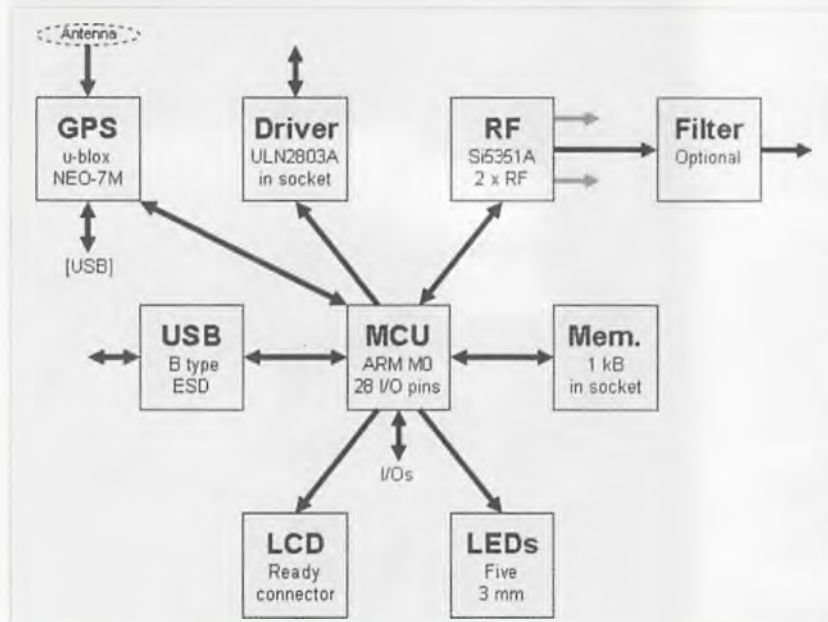 Antenna
GPS
u-blox
NEO-7M
Driver
ULN2803A
in socket
RF
Si5351A
2 x RF
Filter
Optional
[USB]
USB
B type
ESD
MCU
ARM M0
28 I/O pins
Mem.
1 kB
in socket
I/Os
LCD
Ready
connector
LEDs
Five
3 mm